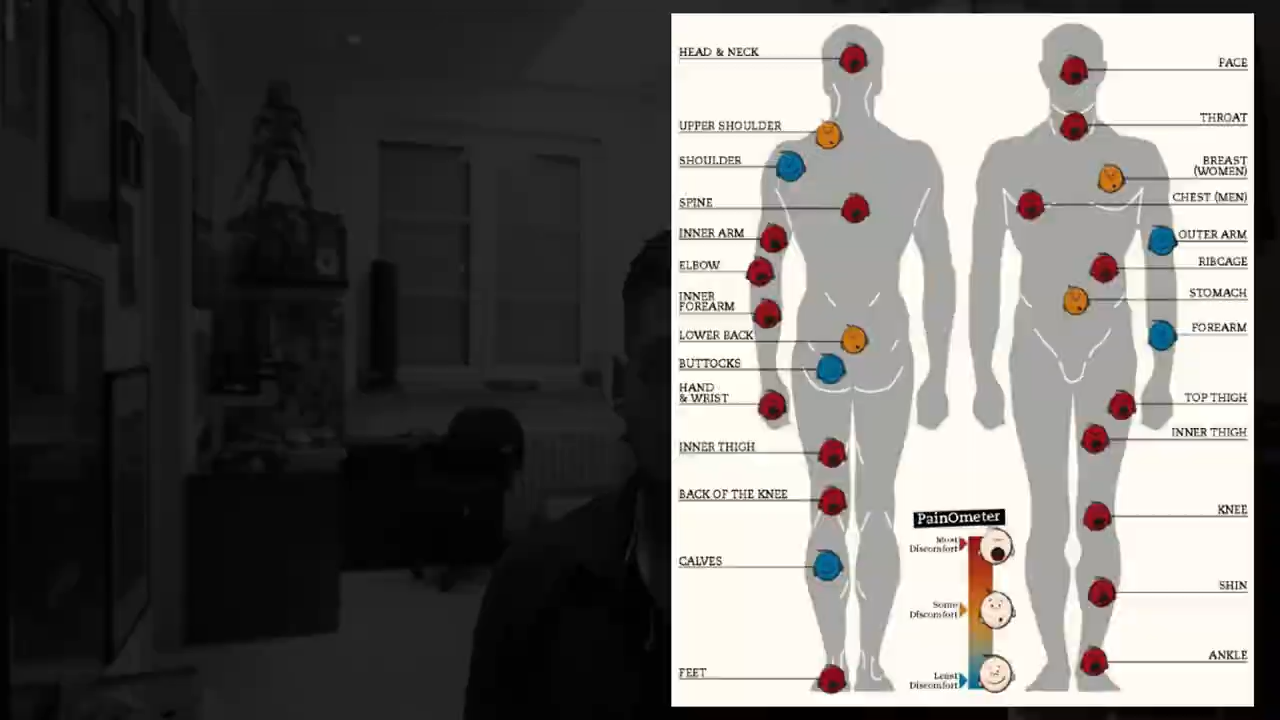 HEAD & NECK
UPPER SHOULDER
SHOULDER
SPINE
INNER ARM
ELBOW
INNER
FOREARM
LOWER BACK
BUTTOCKS
HAND
& WRIST
INNER THIGH
BACK OF THE KNEE
CALVES
FEET
FACE
THROAT
BREAST
(WOMEN)
CHEST (MEN)
OUTER ARM
RIBCAGE
STOMACH
FOREARM
TOP THIGH
INNER THIGH
KNEE
SHIN
ANKLE
PainOmeter
Most
Discomfort
Some
Discomfort
Least
Discomfort